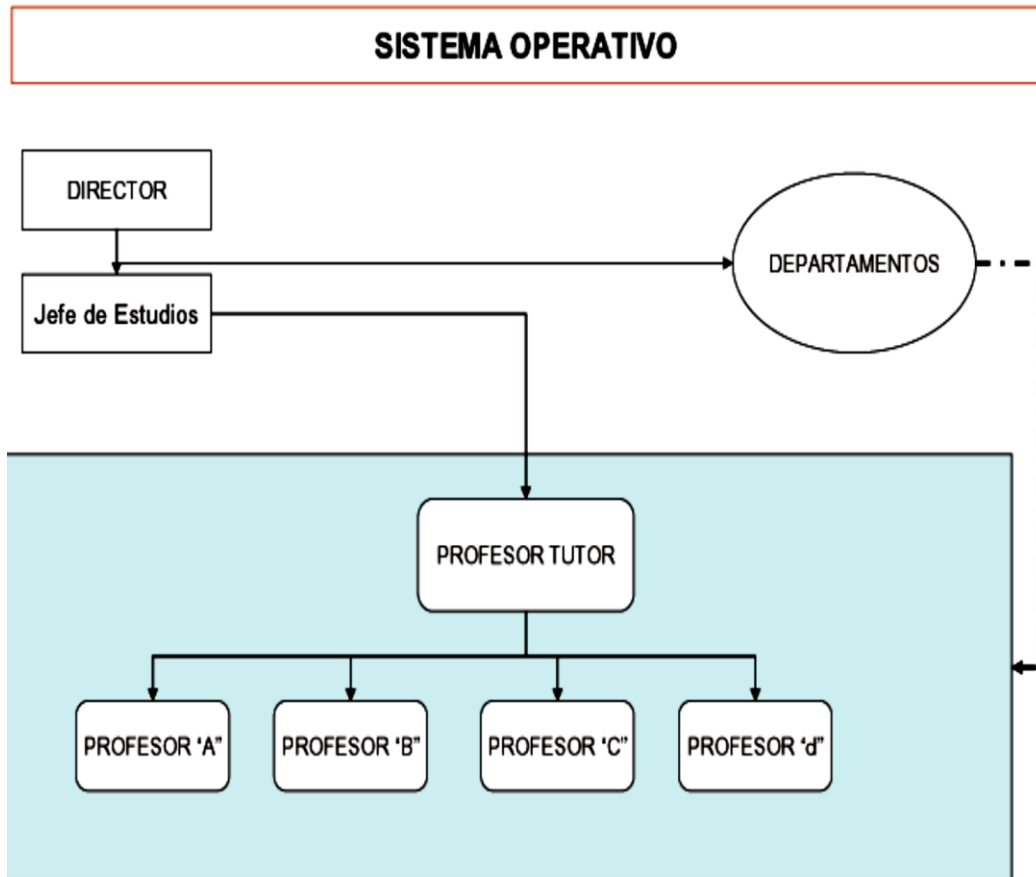 SISTEMA OPERATIVO
DIRECTOR
DEPARTAMENTOS
Jefe de Estudios
PROFESOR TUTOR
PROFESOR "A"
PROFESOR "B"
PROFESOR "C"
PROFESOR "d"